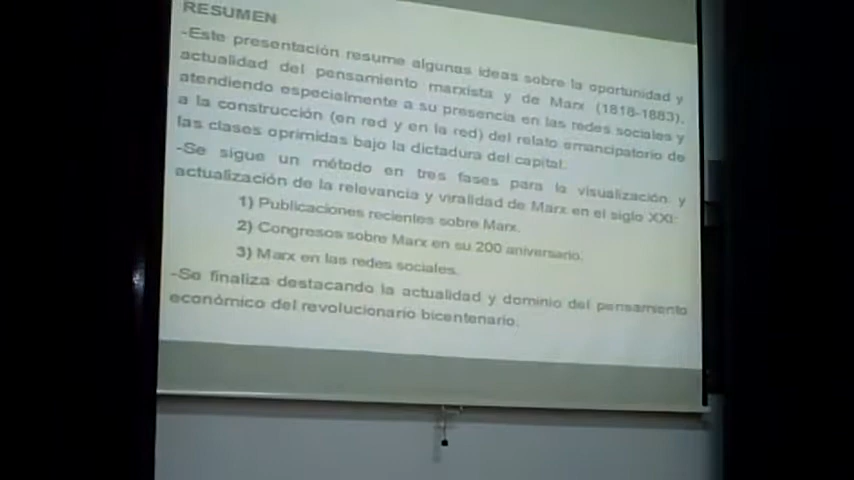 RESUMEN
-Este presentación resume algunas ideas sobre la oportunidad y
actualidad del pensamiento marxista y de Marx (1818-1883),
atendiendo especialmente a su presencia en las redes sociales y
a la construcción (en red y en la red) del relato emancipatorio de
las clases oprimidas bajo la dictadura del capital.
-Se sigue un método en tres fases para la visualización y
actualización de la relevancia y viralidad de Marx en el siglo XXI:
1) Publicaciones recientes sobre Marx.
2) Congresos sobre Marx en su 200 aniversario.
3) Marx en las redes sociales.
-Se finaliza destacando la actualidad y dominio del pensamiento
económico del revolucionario bicentenario.